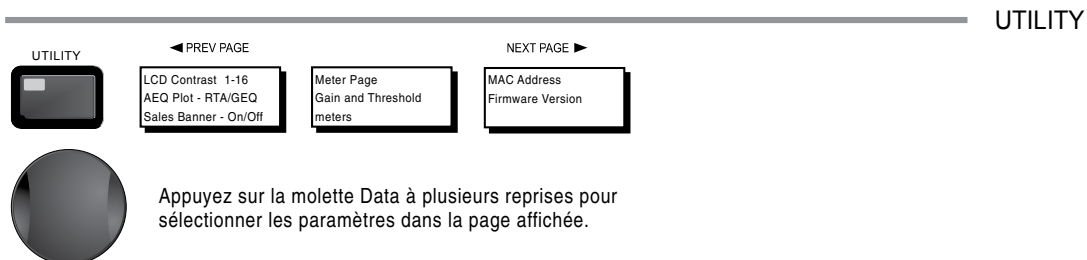 UTILITY
UTILITY
◄ PREV PAGE
NEXT PAGE ►
LCD Contrast 1-16
AEQ Plot - RTA/GEQ
Sales Banner - On/Off
Meter Page
Gain and Threshold
meters
MAC Address
Firmware Version
Appuyez sur la molette Data à plusieurs reprises pour
sélectionner les paramètres dans la page affichée.